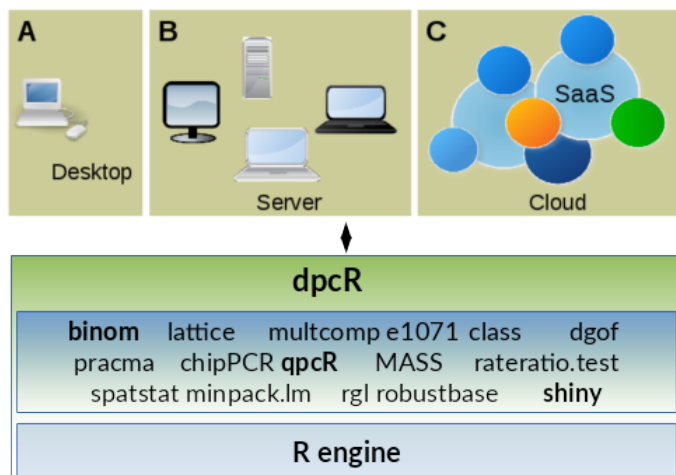 A B C
SaaS
Desktop
Server Cloud
dpcR
binom lattice multcomp e1071 class dgof
pracma chipPCR qpcR MASS rateratio.test
spatstat minpack.lm rgl robustbase shiny
R engine